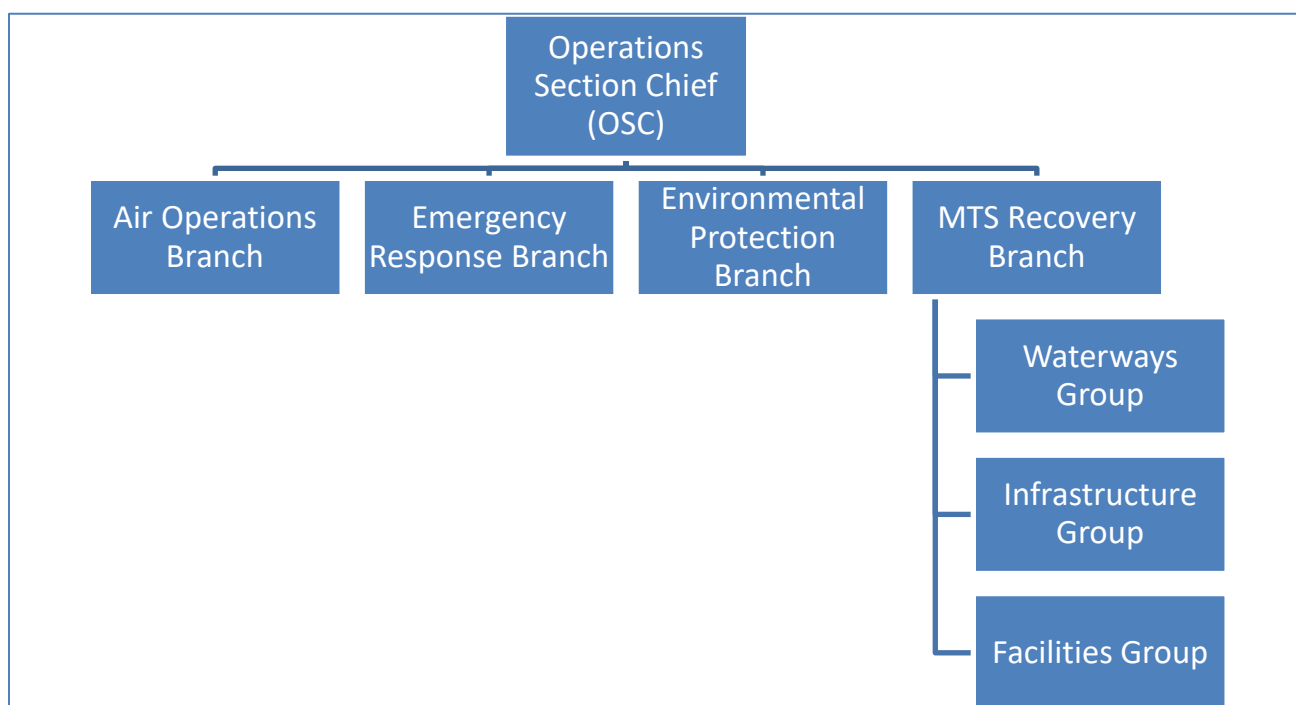 Operations
Section Chief
(OSC)
Air Operations
Branch
Emergency
Response Branch
Environmental
Protection
Branch
MTS Recovery
Branch
Waterways
Group
Infrastructure
Group
Facilities Group